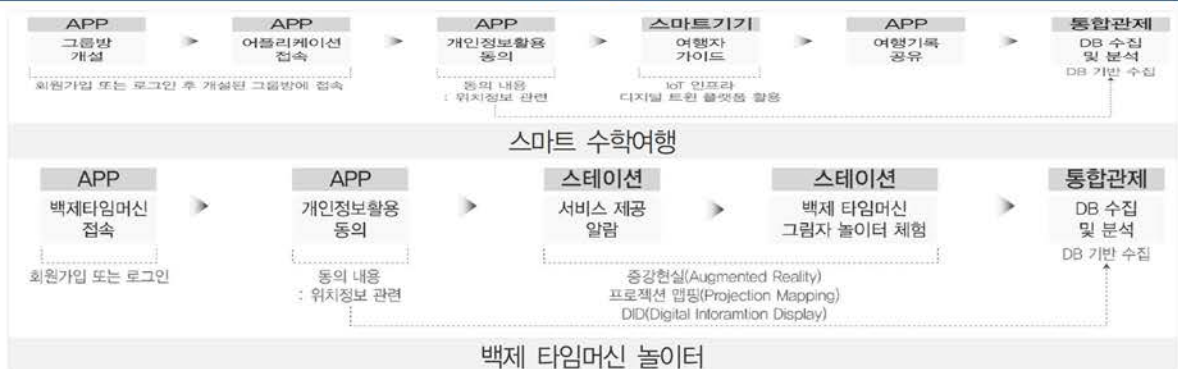 APP APP APP 스마트기기 APP 통합관제
그룹방 어플리케이션 개인정보활용 여행자 여행기록 DB 수집
개설 접속 동의 가이드 공유 및 분석
DB 기반 수집
회원가입 또는 로그인 후 개설된 그룹방에 접속 동의 내용 IoT 인프라
: 위치정보 관련 디지털 트윈 플랫폼 활용
스마트 수학여행
APP APP 스테이션 스테이션 통합관제
백제타임머신 개인정보활용 서비스 제공 백제 타임머신 DB 수집
접속 동의 알람 그림자 놀이터 체험 및 분석
DB 기반 수집
회원가입 또는 로그인 동의 내용 증강현실(Augmented Reality)
: 위치정보 관련 프로젝션 맵핑(Projection Mapping)
DID(Digital Inforamtion Display)
백제 타임머신 놀이터